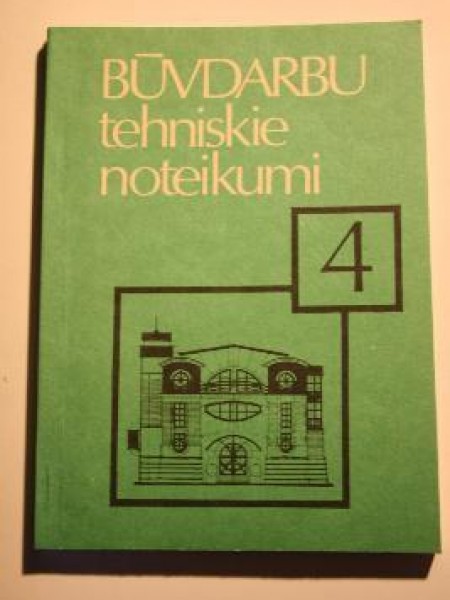 BŪVDARBU
tehniskie
noteikumi
4